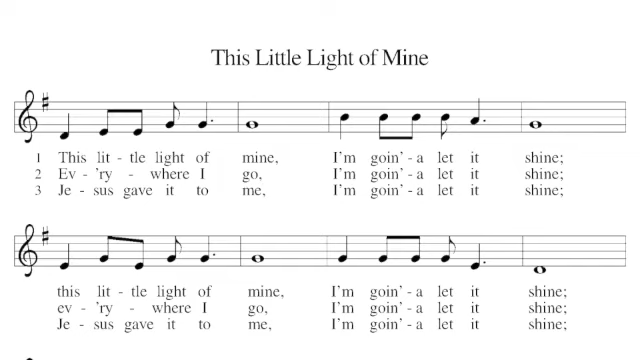 This Little Light of Mine
1 This lit - tle light of mine, I'm goin' - a let it shine;
2 Ev - 'ry - where I go, I'm goin' - a let it shine;
3 Je - sus gave it to me, I'm goin' - a let it shine;
this lit - tle light of mine, I'm goin' - a let it shine;
ev - 'ry - where I go, I'm goin' - a let it shine;
Je - sus gave it to me, I'm goin' - a let it shine;